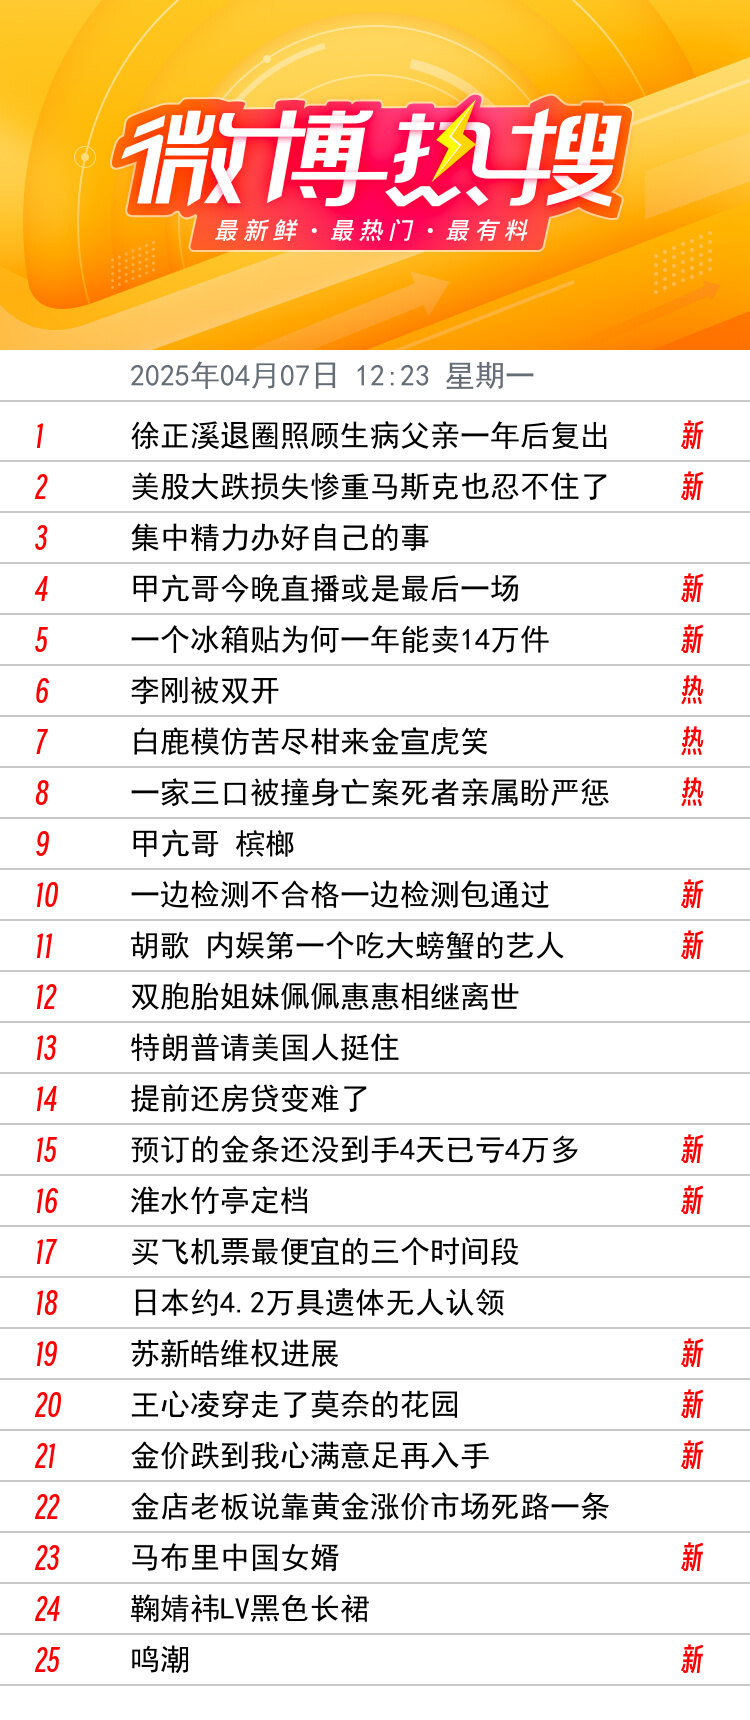 微博热搜
最新鲜·最热门·最有料
2025年04月07日 12:23 星期一
1 徐正溪退圈照顾生病父亲一年后复出 新
2 美股大跌损失惨重马斯克也忍不住了 新
3 集中精力办好自己的事
4 甲亢哥今晚直播或是最后一场 新
5 一个冰箱贴为何一年能卖14万件 新
6 李刚被双开 热
7 白鹿模仿苦尽柑来金宣虎笑 热
8 一家三口被撞身亡案死者亲属盼严惩 热
9 甲亢哥 槟榔
10 一边检测不合格一边检测包通过 新
11 胡歌 内娱第一个吃大螃蟹的艺人 新
12 双胞胎姐妹佩佩惠惠相继离世
13 特朗普请美国人挺住
14 提前还房贷变难了
15 预订的金条还没到手4天已亏4万多 新
16 淮水竹亭定档 新
17 买飞机票最便宜的三个时间段
18 日本约4.2万具遗体无人认领
19 苏新皓维权进展 新
20 王心凌穿走了莫奈的花园 新
21 金价跌到我心满意足再入手 新
22 金店老板说靠黄金涨价市场死路一条
23 马布里中国女婿 新
24 鞠婧祎LV黑色长裙
25 鸣潮 新